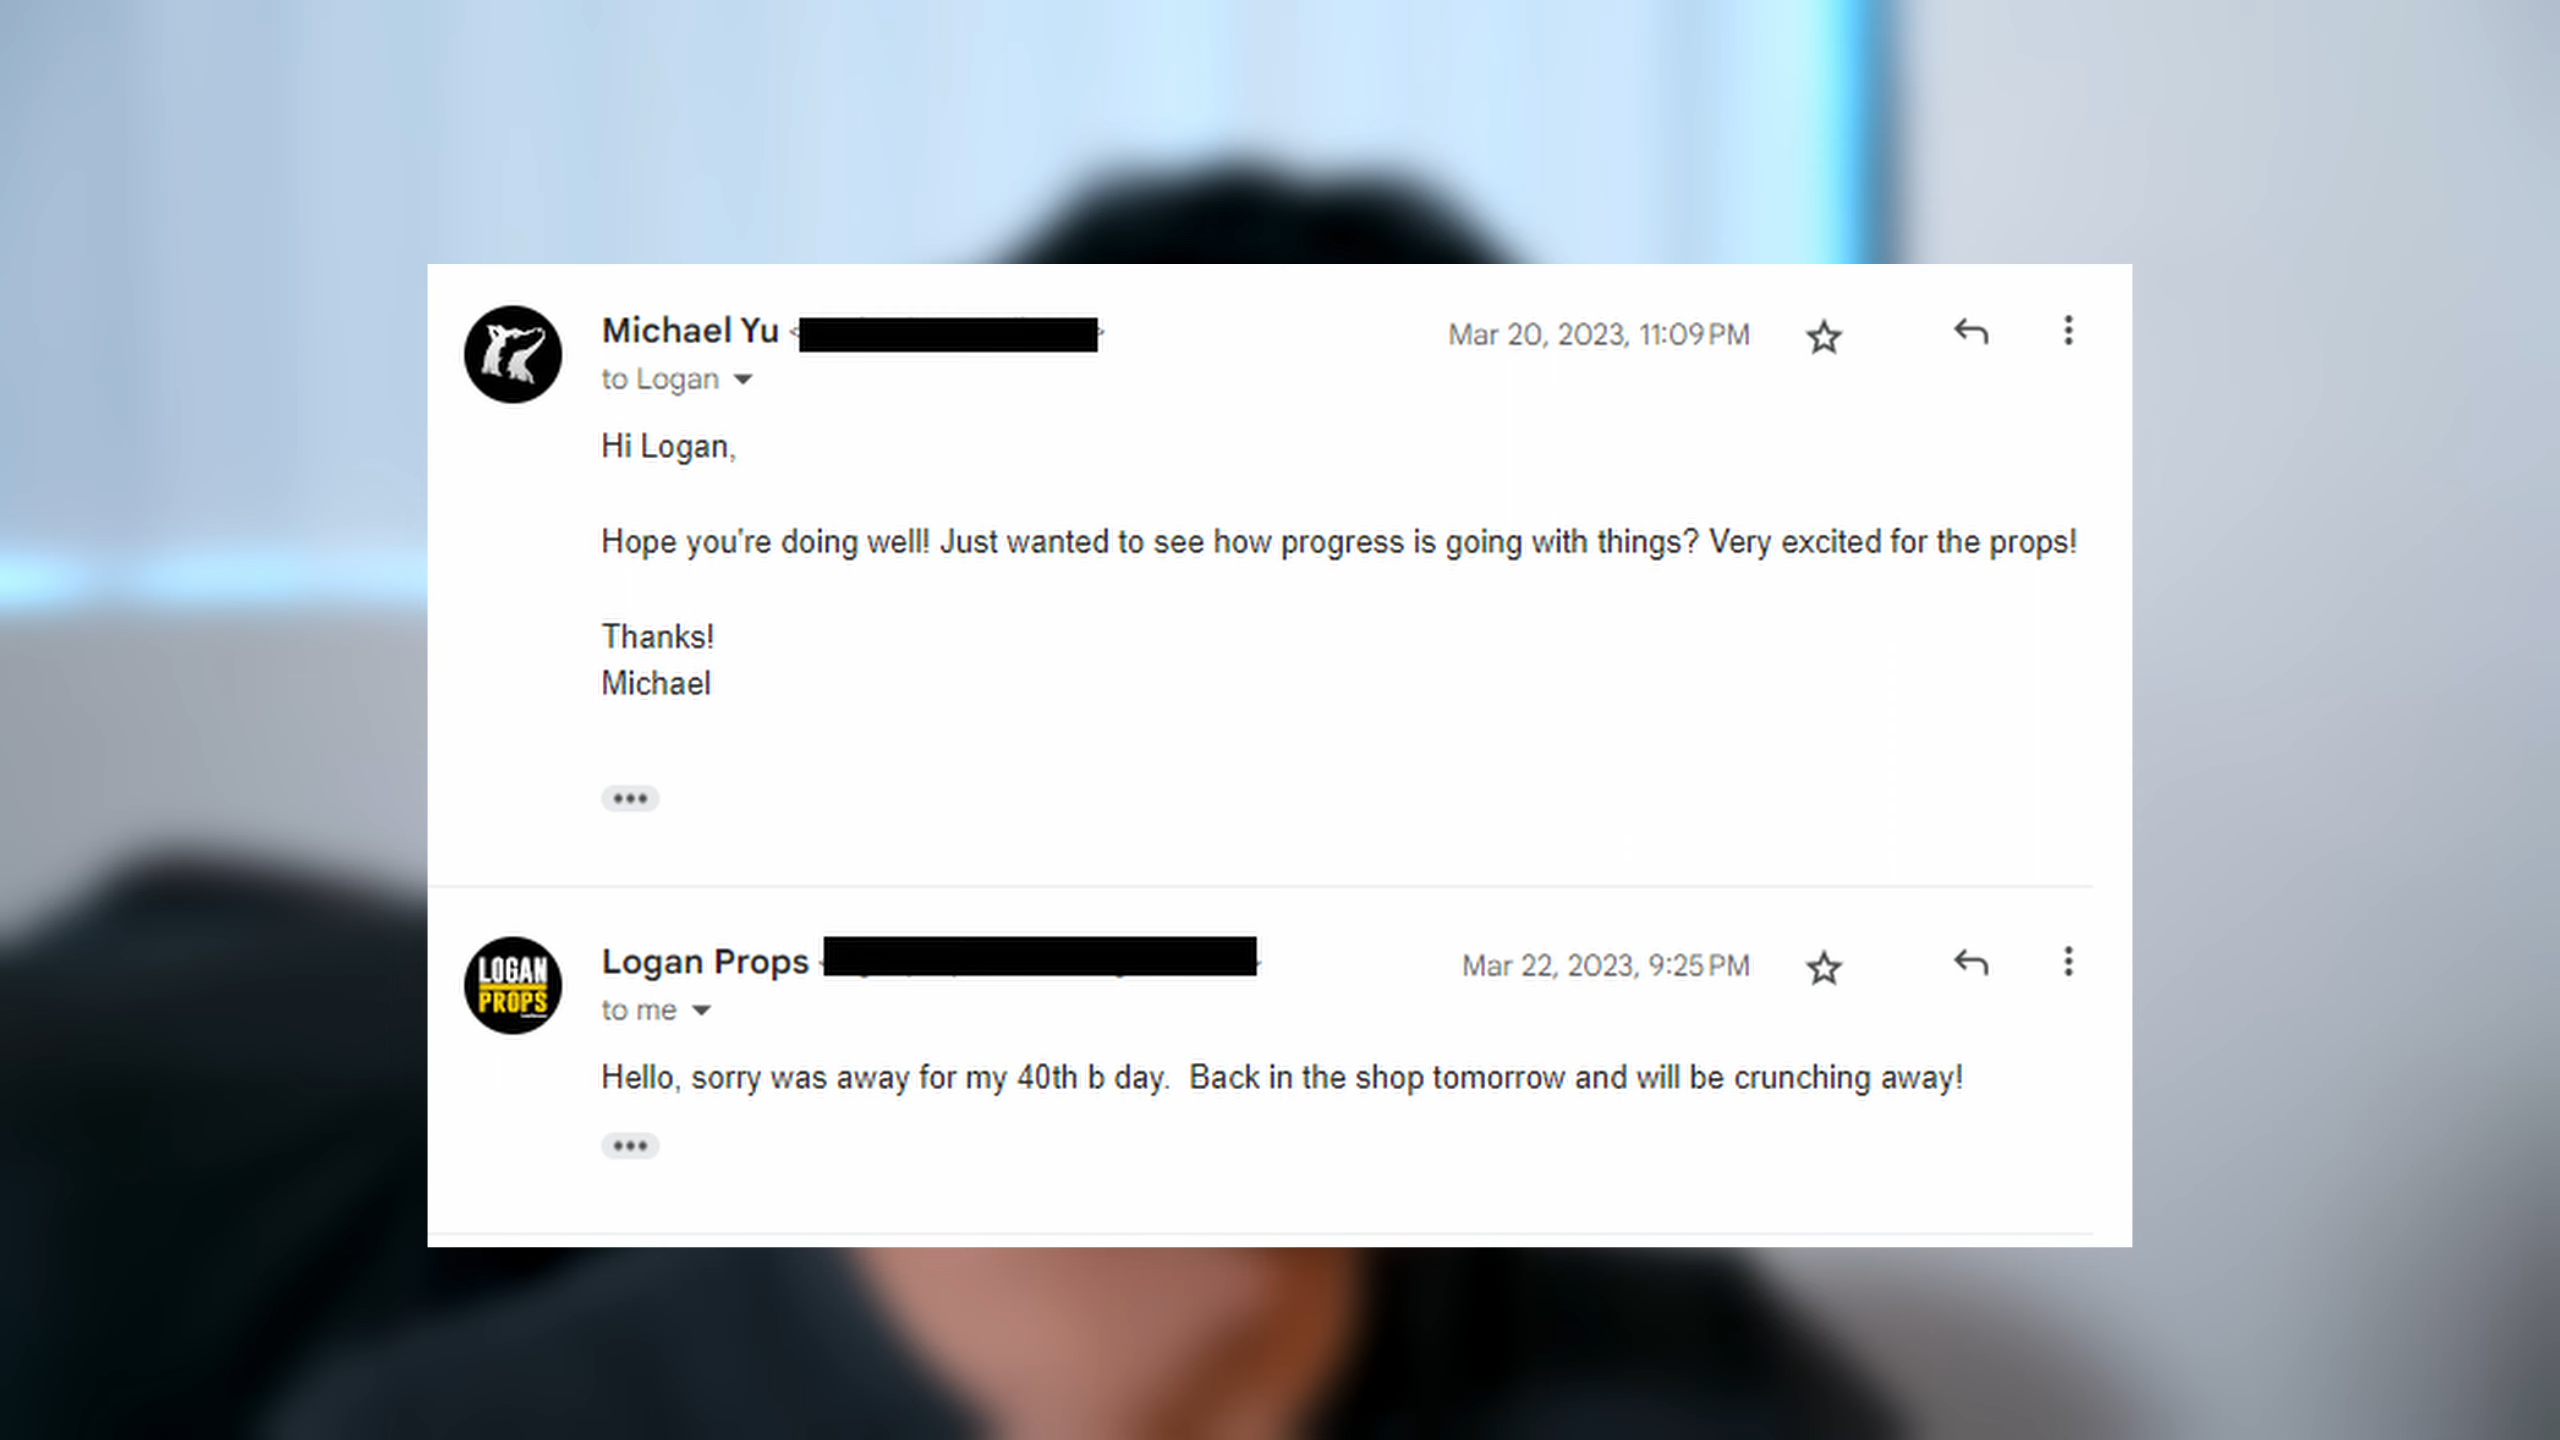 Michael Yu
Mar 20, 2023, 11:09 PM
to Logan
Hi Logan,
Hope you're doing well! Just wanted to see how progress is going with things? Very excited for the props!
Thanks!
Michael
LOGAN
PROPS
Logan Props
Mar 22, 2023, 9:25 PM
to me
Hello, sorry was away for my 40th b day.  Back in the shop tomorrow and will be crunching away!